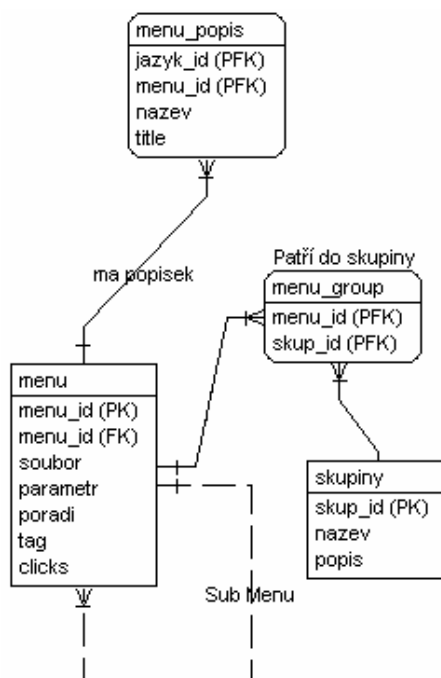 menu_popis
jazyk_id (PFK)
menu_id (PFK)
nazev
title
ma popisek
Patří do skupiny
menu_group
menu_id (PFK)
skup_id (PFK)
menu
menu_id (PK)
menu_id (FK)
soubor
parametr
poradi
tag
clicks
skupiny
skup_id (PK)
nazev
popis
Sub Menu